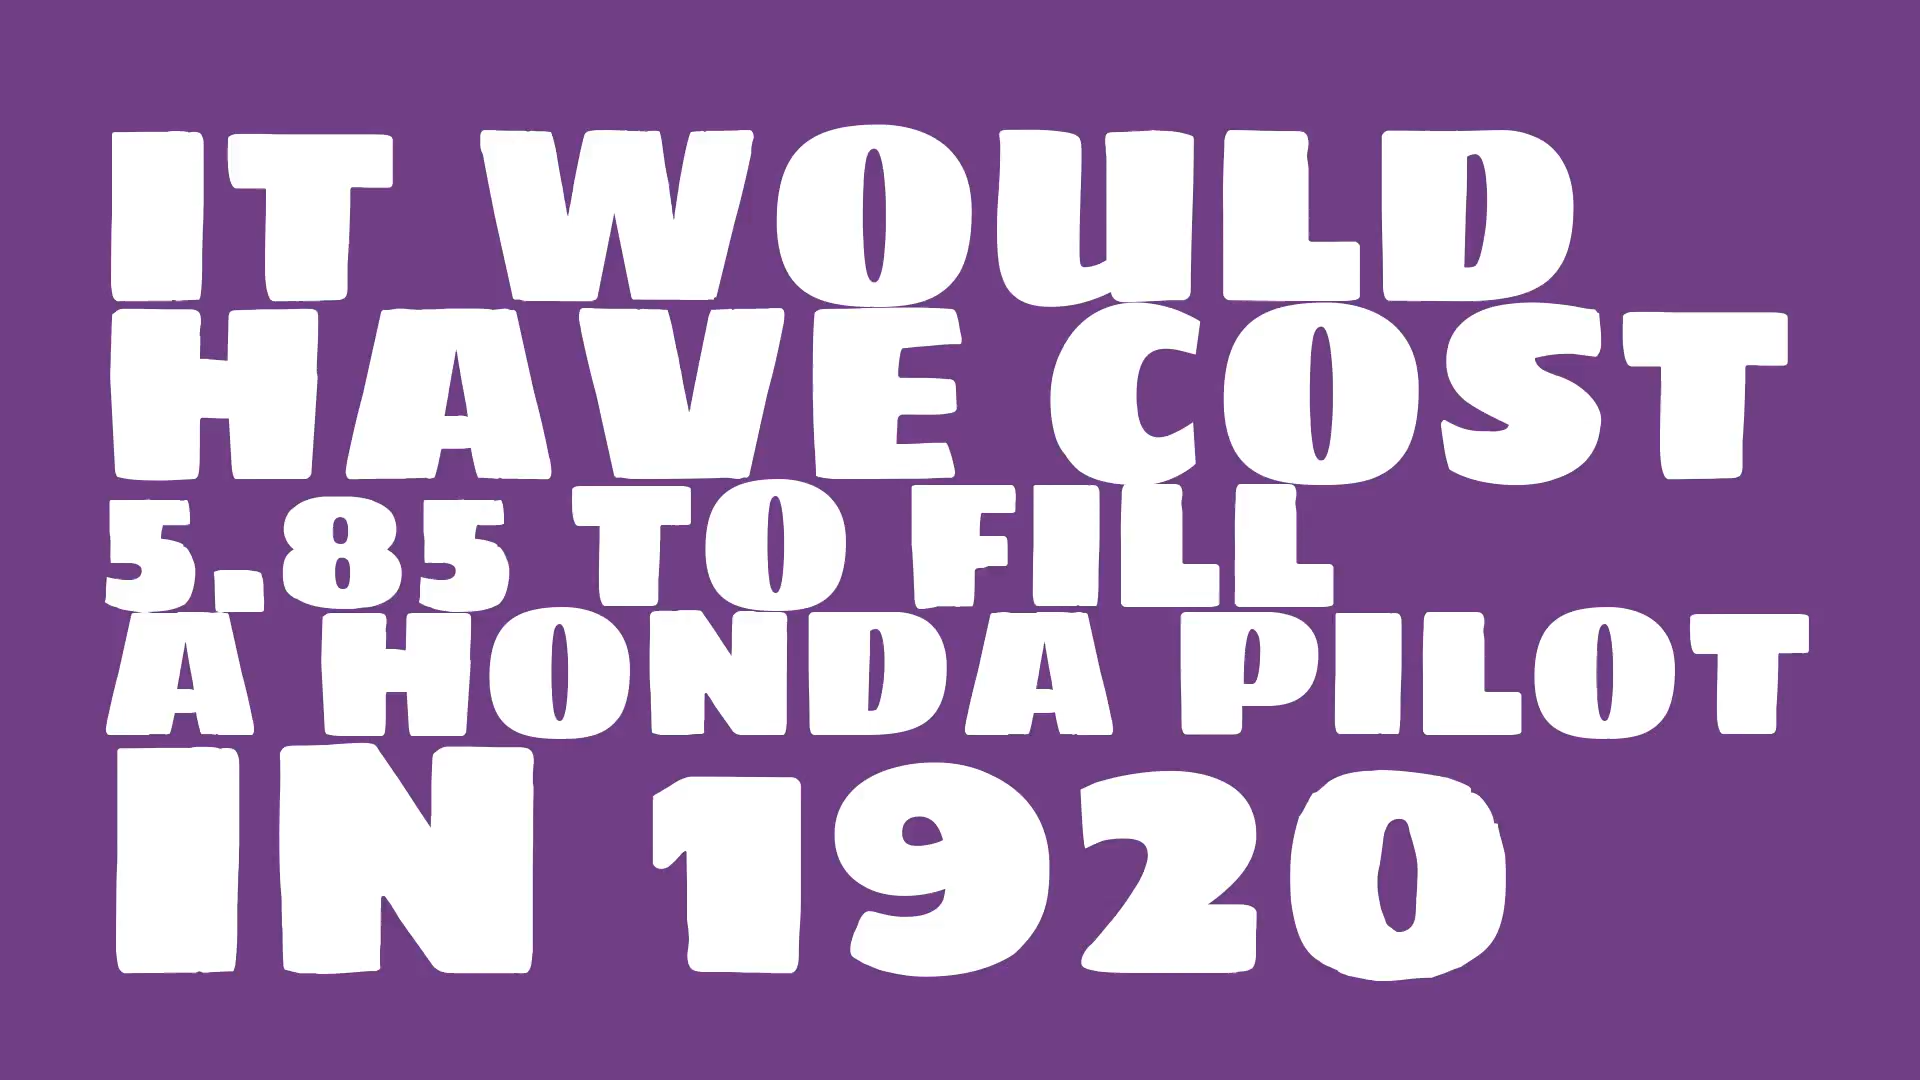 IT WOULD
HAVE COST
5.85 TO FILL
A HONDA PILOT
IN 1920